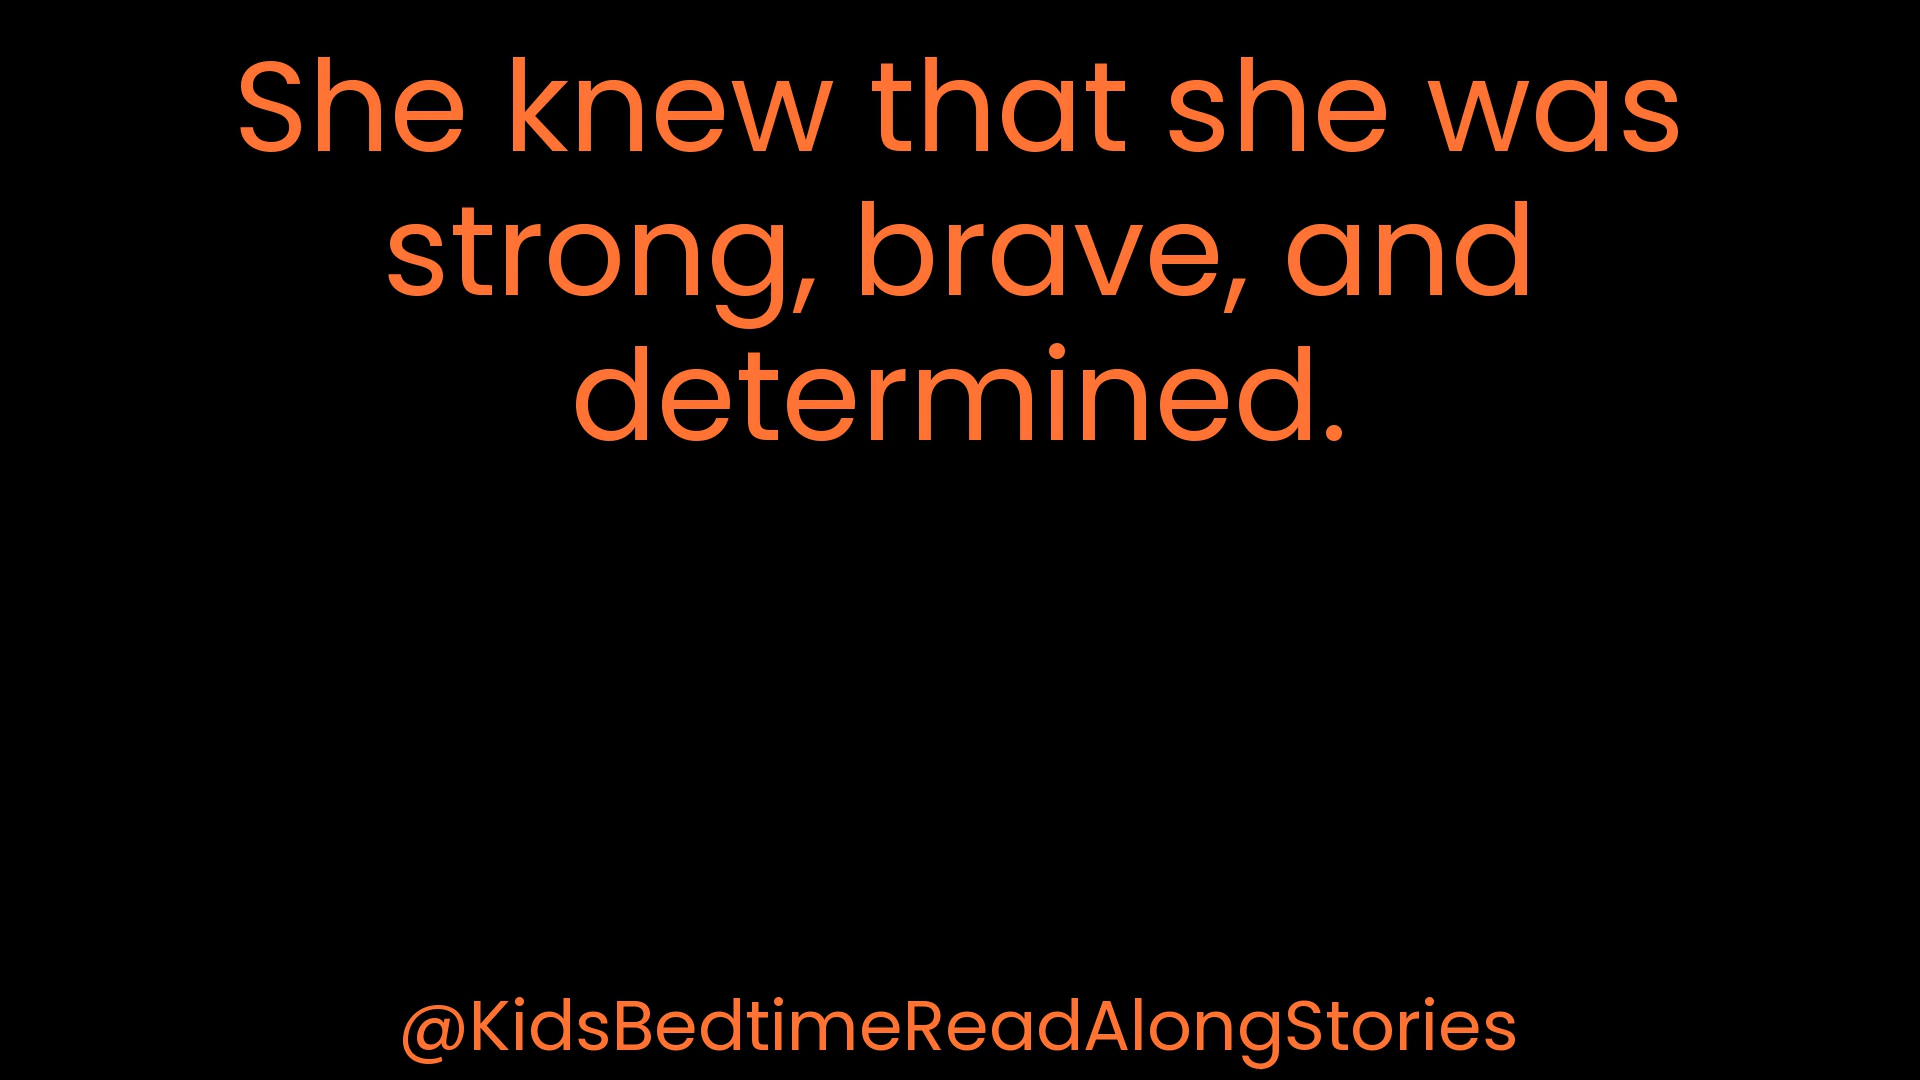 She knew that she was
strong, brave, and
determined.
@KidsBedtimeReadAlongStories